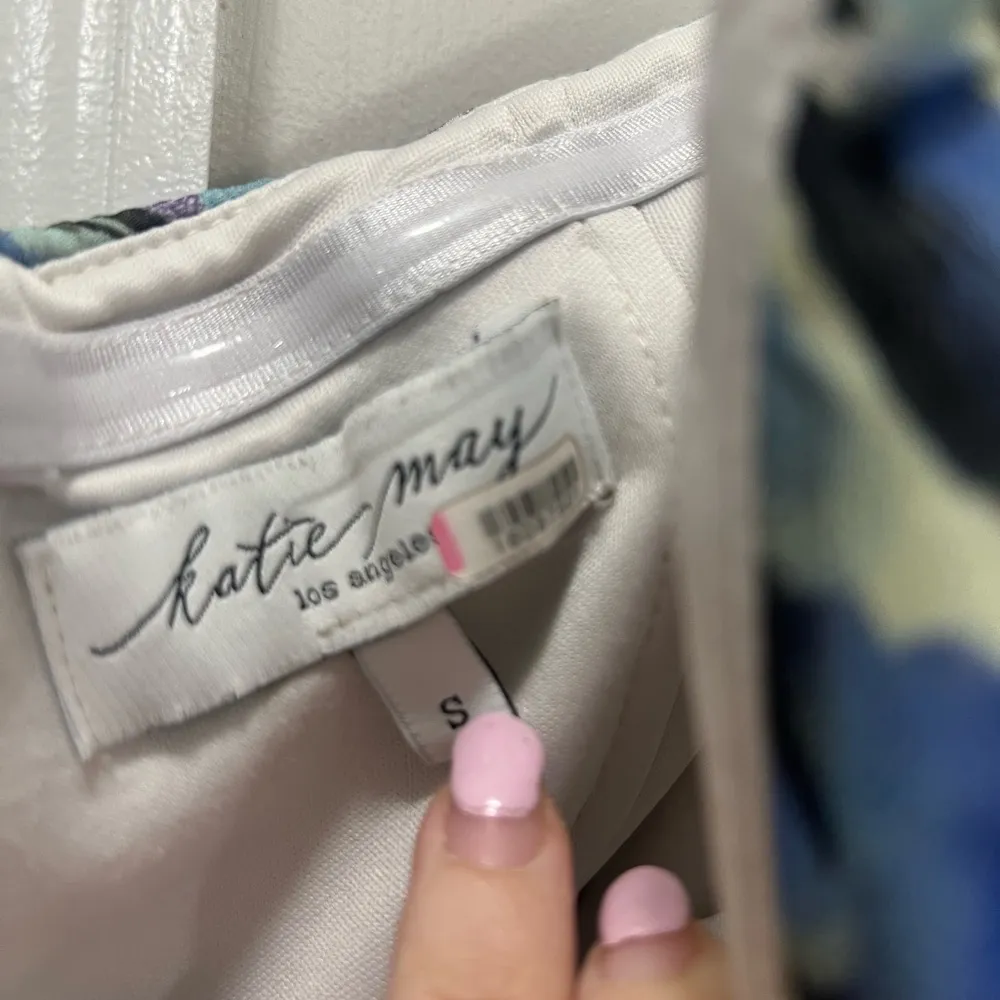 katie may
los angeles
S